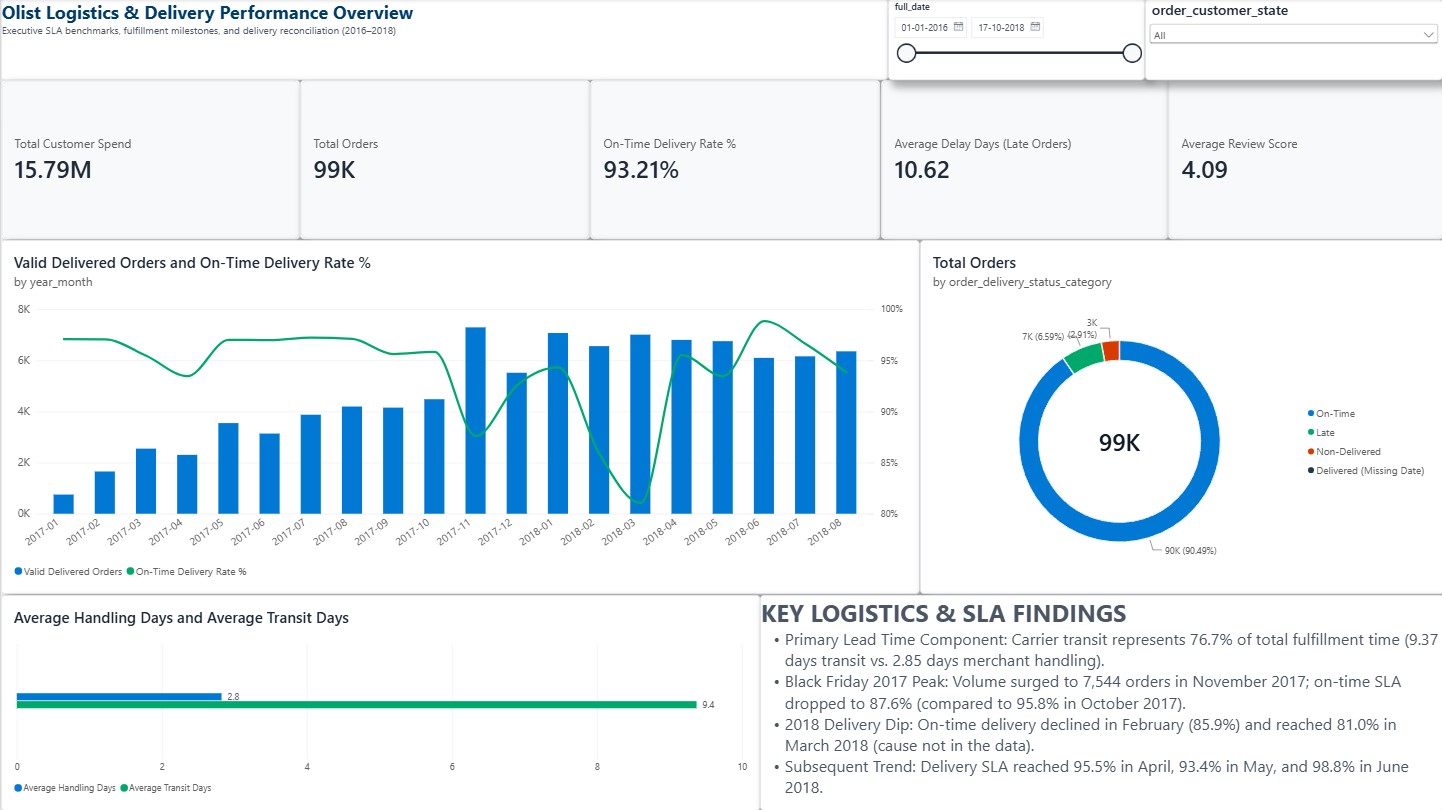 Olist Logistics & Delivery Performance Overview
Executive SLA benchmarks, fulfillment milestones, and delivery reconciliation (2016–2018)
full_date
01-01-2016
17-10-2018
order_customer_state
All
Total Customer Spend
15.79M
Total Orders
99K
On-Time Delivery Rate %
93.21%
Average Delay Days (Late Orders)
10.62
Average Review Score
4.09
Valid Delivered Orders and On-Time Delivery Rate %
by year_month
8K
6K
4K
2K
0K
100%
95%
90%
85%
80%
2017-01
2017-02
2017-03
2017-04
2017-05
2017-06
2017-07
2017-08
2017-09
2017-10
2017-11
2017-12
2018-01
2018-02
2018-03
2018-04
2018-05
2018-06
2018-07
2018-08
Valid Delivered Orders
On-Time Delivery Rate %
Total Orders
by order_delivery_status_category
3K
(2.91%)
7K (6.59%)
99K
90K (90.49%)
On-Time
Late
Non-Delivered
Delivered (Missing Date)
Average Handling Days and Average Transit Days
2.8
9.4
0
2
4
6
8
10
Average Handling Days
Average Transit Days
KEY LOGISTICS & SLA FINDINGS
• Primary Lead Time Component: Carrier transit represents 76.7% of total fulfillment time (9.37
days transit vs. 2.85 days merchant handling).
• Black Friday 2017 Peak: Volume surged to 7,544 orders in November 2017; on-time SLA
dropped to 87.6% (compared to 95.8% in October 2017).
• 2018 Delivery Dip: On-time delivery declined in February (85.9%) and reached 81.0% in
March 2018 (cause not in the data).
• Subsequent Trend: Delivery SLA reached 95.5% in April, 93.4% in May, and 98.8% in June
2018.